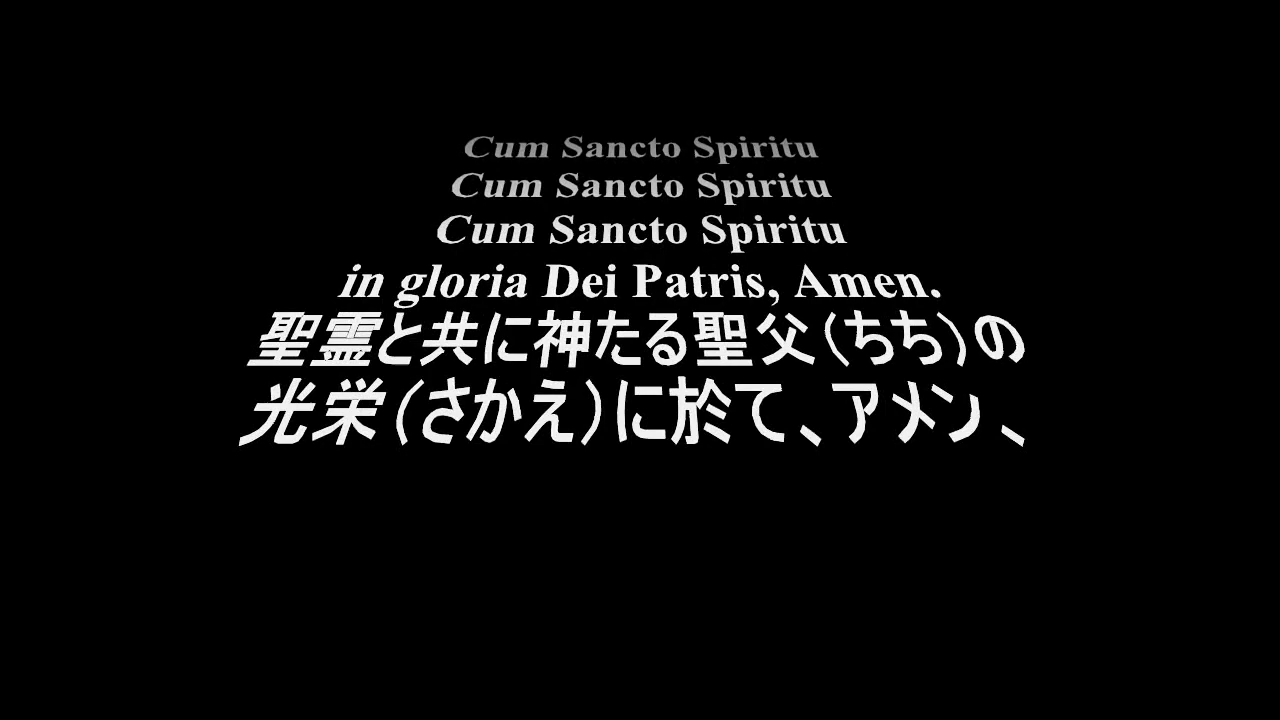 Cum Sancto Spiritu
Cum Sancto Spiritu
Cum Sancto Spiritu
in gloria Dei Patris, Amen.
聖霊と共に神たる聖父(ちち)の
光栄(さかえ)に於て、アメン、